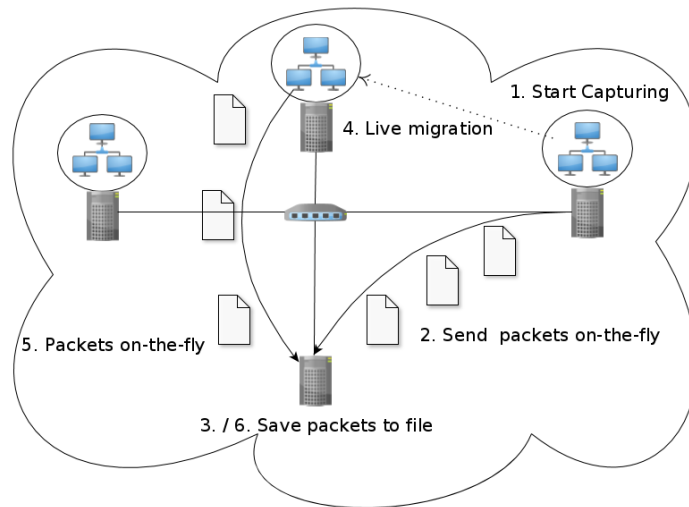 1. Start Capturing
4. Live migration
2. Send packets on-the-fly
5. Packets on-the-fly
3. / 6. Save packets to file